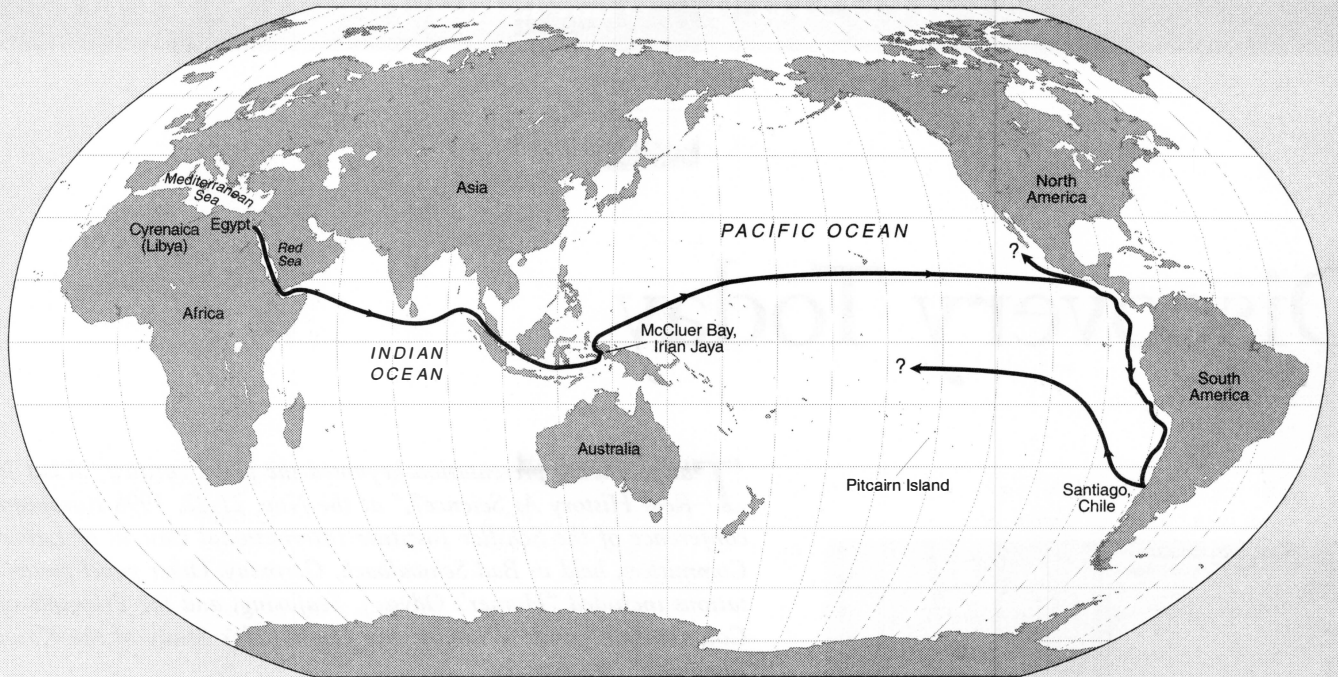 Mediterranean
Sea
Cyrenaica
(Libya)
Egypt
Red
Sea
Africa
Asia
INDIAN
OCEAN
PACIFIC OCEAN
McCluer Bay,
Irian Jaya
Australia
?
?
Pitcairn Island
North
America
South
America
Santiago,
Chile